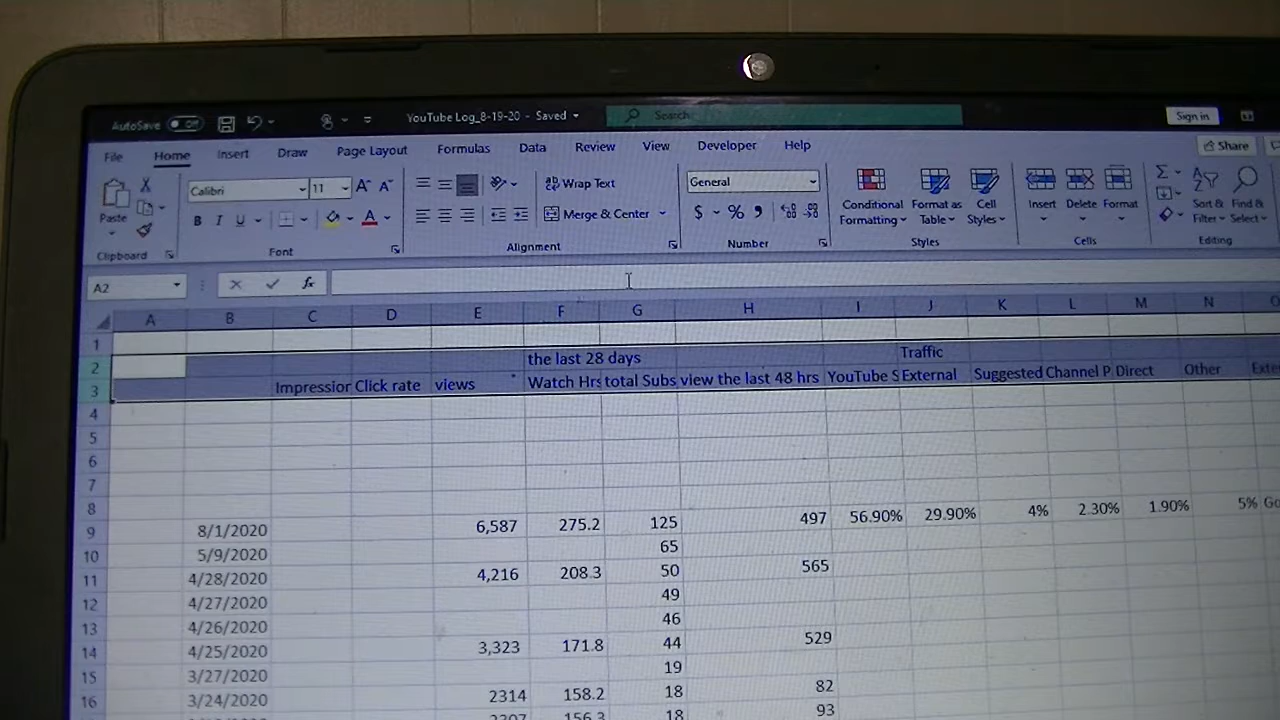 AutoSave Off YouTube Log_8-19-20 - Saved Search Sign in
File Home Insert Draw Page Layout Formulas Data Review View Developer Help Share
Calibri 11 A A Wrap Text General
Paste B I U A Merge & Center $ % Conditional Formatting Format as Table Cell Styles Insert Delete Format Sort & Filter Find & Select
Clipboard Font Alignment Number Styles Cells Editing
A2 fx
A B C D E F G H I J K L M N
1
2 the last 28 days Traffic
3 Impression Click rate views Watch Hrs total Subs view the last 48 hrs YouTube S External Suggested Channel P Direct Other Exte
4
5
6
7
8
9 8/1/2020 6,587 275.2 125 497 56.90% 29.90% 4% 2.30% 1.90% 5% Go
10 5/9/2020 65
11 4/28/2020 4,216 208.3 50 565
12 4/27/2020 49
13 4/26/2020 46
14 4/25/2020 3,323 171.8 44 529
15 3/27/2020 19
16 3/24/2020 2314 158.2 18 82
2307 156.3 18 93